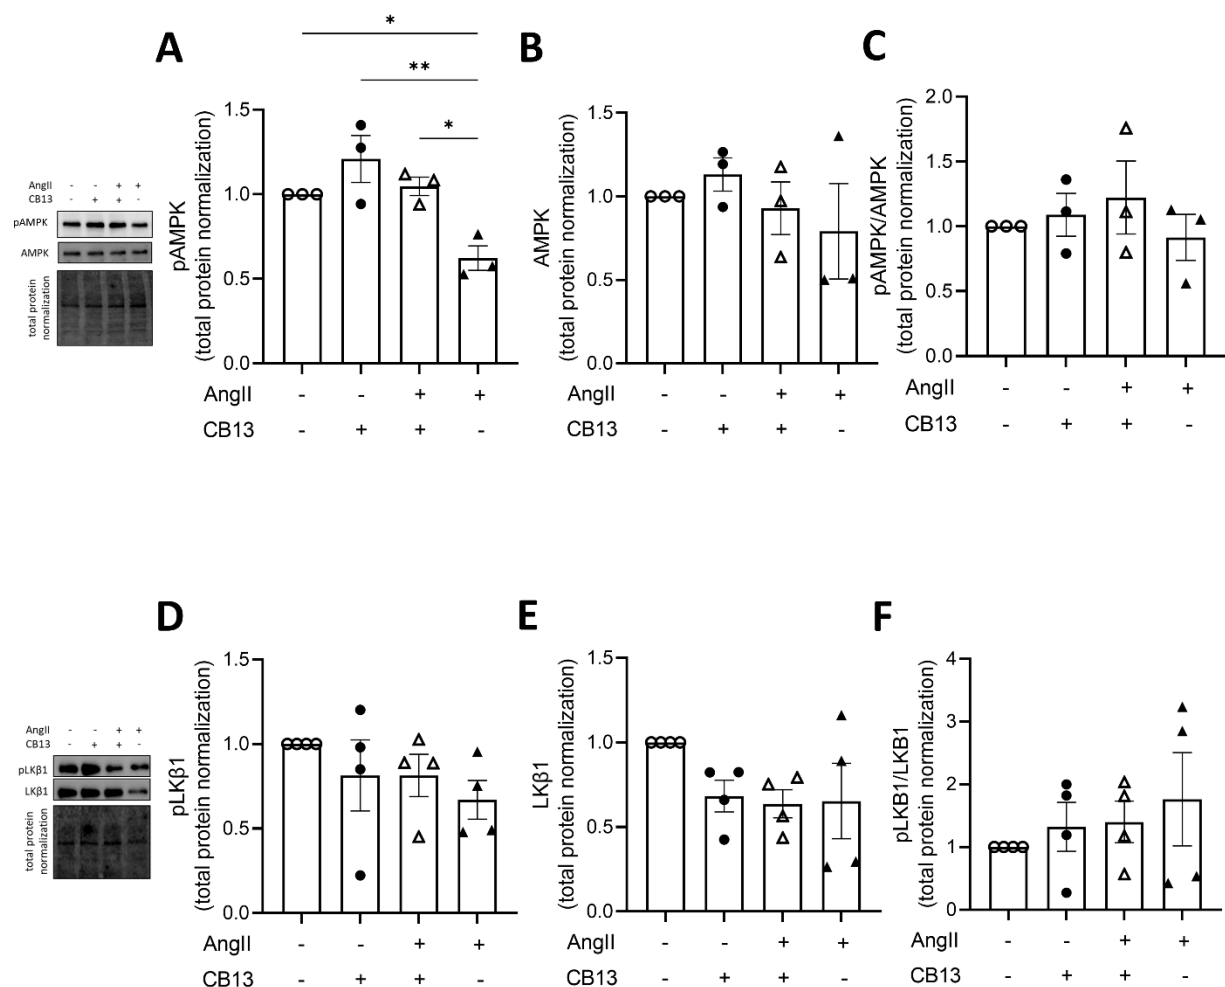 A
B
C
*
**
*
AngII - - + +
CB13 - + + -
pAMPK
AMPK
total protein
normalization
pAMPK
(total protein normalization)
1.5
1.0
0.5
0.0
AngII - - + +
CB13 - + + -
AMPK
(total protein normalization)
1.5
1.0
0.5
0.0
AngII - - + +
CB13 - + + -
pAMPK/AMPK
(total protein normalization)
2.0
1.5
1.0
0.5
0.0
AngII - - + +
CB13 - + + -
D
E
F
AngII - - + +
CB13 - + + -
pLKβ1
LKβ1
total protein
normalization
pLKβ1
(total protein normalization)
1.5
1.0
0.5
0.0
AngII - - + +
CB13 - + + -
LKβ1
(total protein normalization)
1.5
1.0
0.5
0.0
AngII - - + +
CB13 - + + -
pLKB1/LKB1
(total protein normalization)
4
3
2
1
0
AngII - - + +
CB13 - + + -